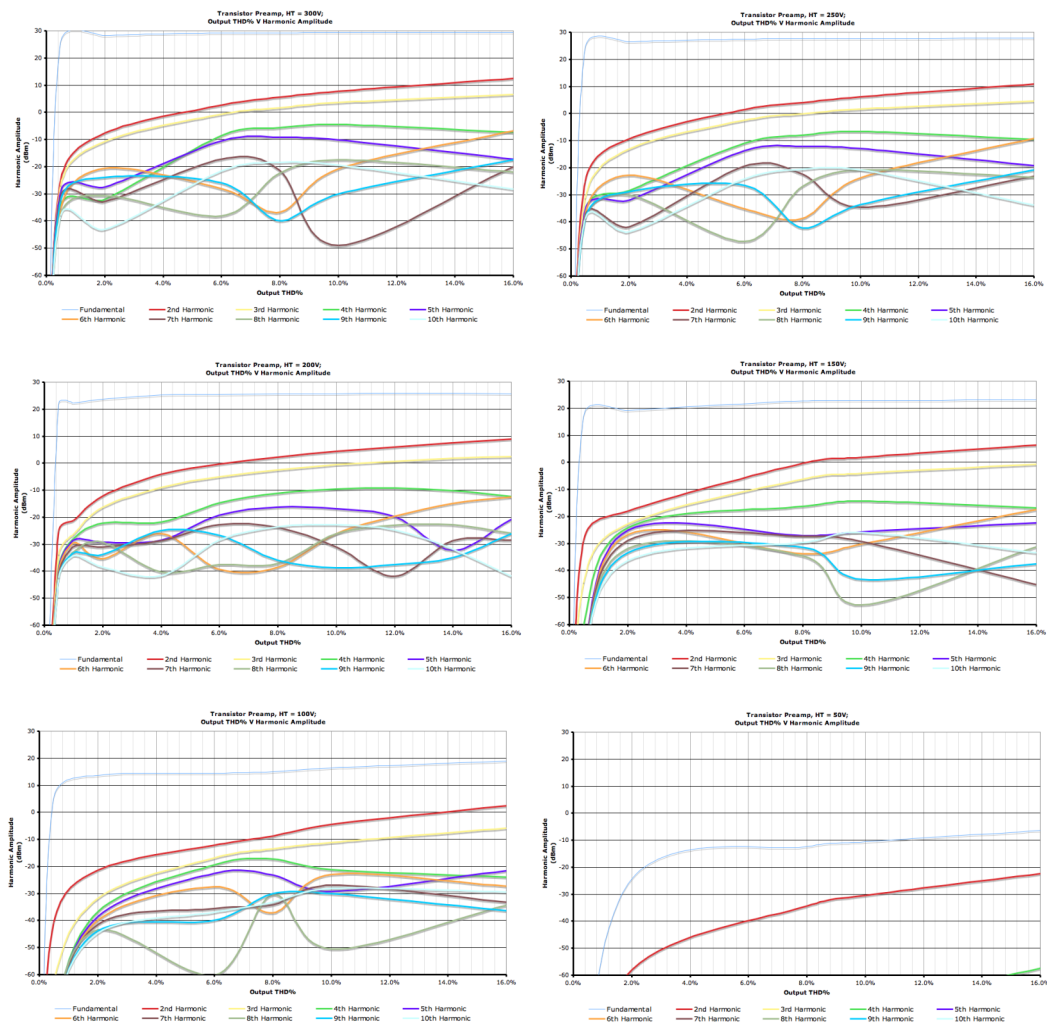 Transistor Preamp, HT = 300V;
Output THD% V Harmonic Amplitude
Harmonic Amplitude
(dBm)
30
20
10
0
-10
-20
-30
-40
-50
-60
0.0% 2.0% 4.0% 6.0% 8.0% 10.0% 12.0% 14.0% 16.0%
Output THD%
Fundamental 2nd Harmonic 3rd Harmonic 4th Harmonic 5th Harmonic
6th Harmonic 7th Harmonic 8th Harmonic 9th Harmonic 10th Harmonic
Transistor Preamp, HT = 250V;
Output THD% V Harmonic Amplitude
Harmonic Amplitude
(dBm)
30
20
10
0
-10
-20
-30
-40
-50
-60
0.0% 2.0% 4.0% 6.0% 8.0% 10.0% 12.0% 14.0% 16.0%
Output THD%
Fundamental 2nd Harmonic 3rd Harmonic 4th Harmonic 5th Harmonic
6th Harmonic 7th Harmonic 8th Harmonic 9th Harmonic 10th Harmonic
Transistor Preamp, HT = 200V;
Output THD% V Harmonic Amplitude
Harmonic Amplitude
(dBm)
30
20
10
0
-10
-20
-30
-40
-50
-60
0.0% 2.0% 4.0% 6.0% 8.0% 10.0% 12.0% 14.0% 16.0%
Output THD%
Fundamental 2nd Harmonic 3rd Harmonic 4th Harmonic 5th Harmonic
6th Harmonic 7th Harmonic 8th Harmonic 9th Harmonic 10th Harmonic
Transistor Preamp, HT = 150V;
Output THD% V Harmonic Amplitude
Harmonic Amplitude
(dBm)
30
20
10
0
-10
-20
-30
-40
-50
-60
0.0% 2.0% 4.0% 6.0% 8.0% 10.0% 12.0% 14.0% 16.0%
Output THD%
Fundamental 2nd Harmonic 3rd Harmonic 4th Harmonic 5th Harmonic
6th Harmonic 7th Harmonic 8th Harmonic 9th Harmonic 10th Harmonic
Transistor Preamp, HT = 100V;
Output THD% V Harmonic Amplitude
Harmonic Amplitude
(dBm)
30
20
10
0
-10
-20
-30
-40
-50
-60
0.0% 2.0% 4.0% 6.0% 8.0% 10.0% 12.0% 14.0% 16.0%
Output THD%
Fundamental 2nd Harmonic 3rd Harmonic 4th Harmonic 5th Harmonic
6th Harmonic 7th Harmonic 8th Harmonic 9th Harmonic 10th Harmonic
Transistor Preamp, HT = 50V;
Output THD% V Harmonic Amplitude
Harmonic Amplitude
(dBm)
30
20
10
0
-10
-20
-30
-40
-50
-60
0.0% 2.0% 4.0% 6.0% 8.0% 10.0% 12.0% 14.0% 16.0%
Output THD%
Fundamental 2nd Harmonic 3rd Harmonic 4th Harmonic 5th Harmonic
6th Harmonic 7th Harmonic 8th Harmonic 9th Harmonic 10th Harmonic